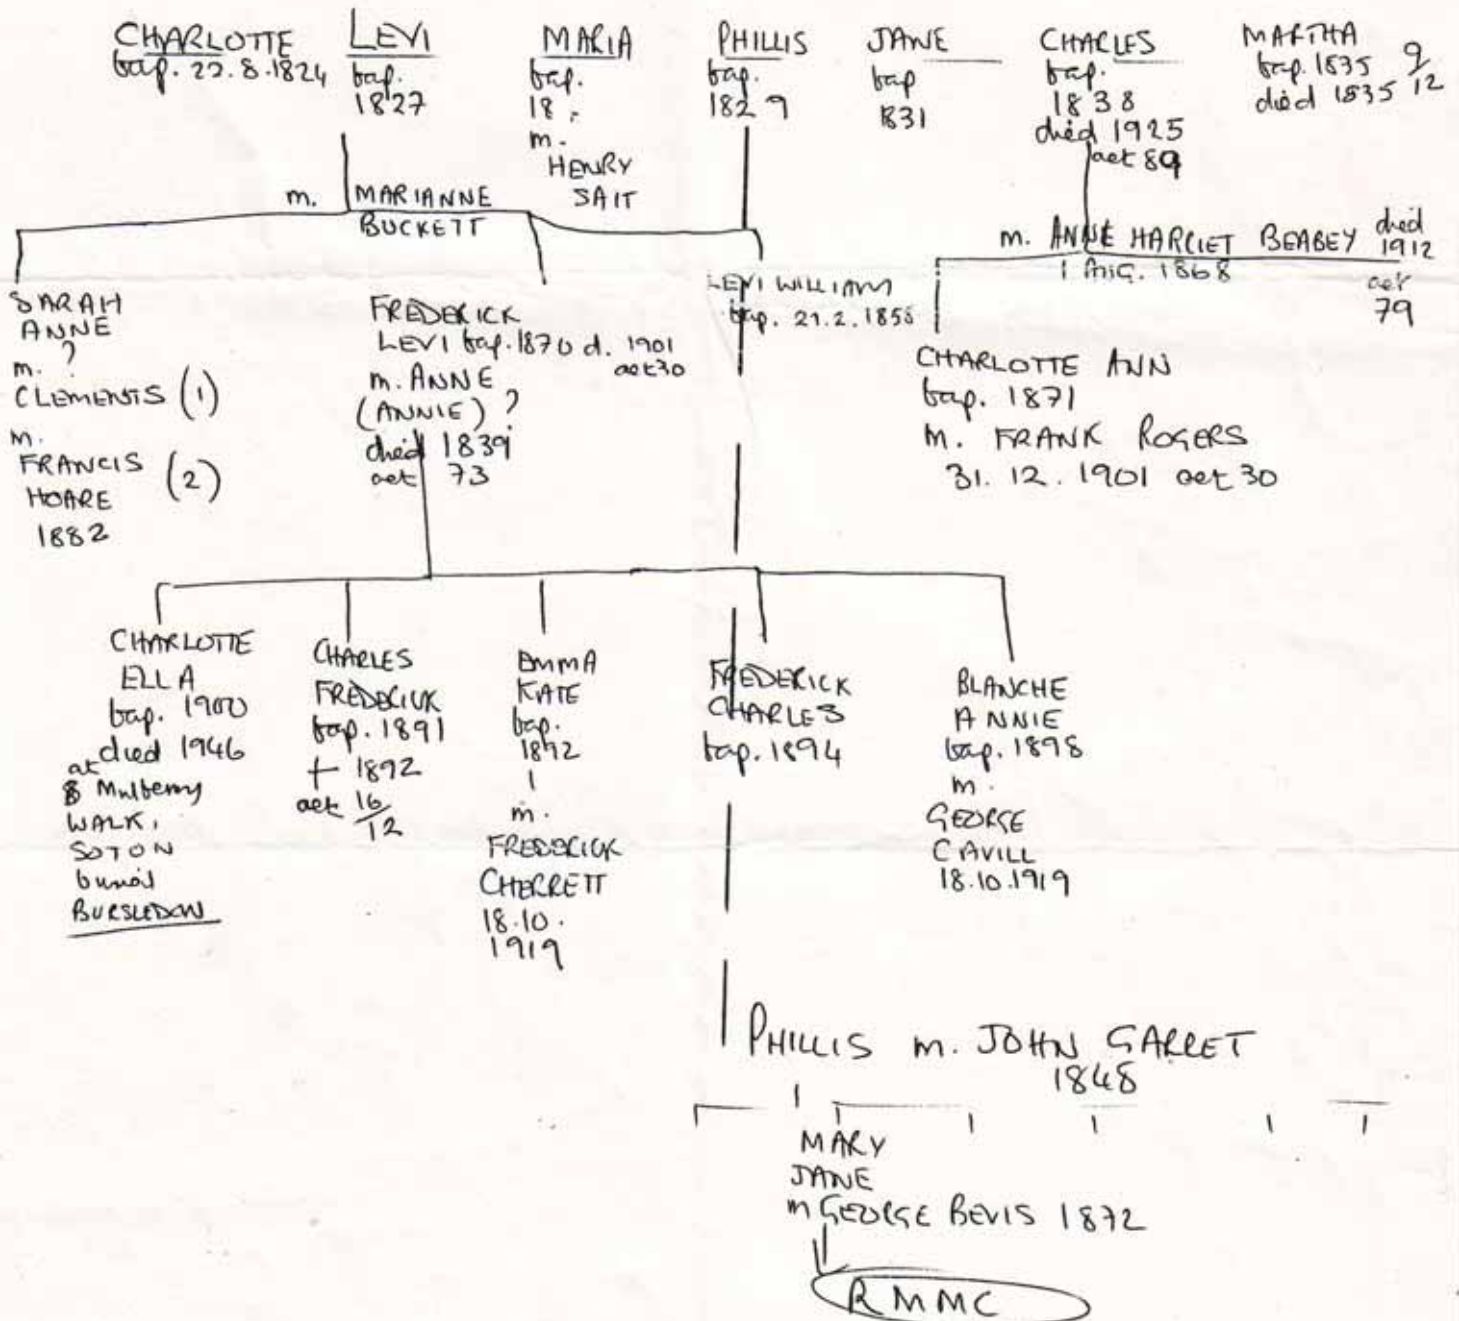 CHARLOTTE
bap. 22.8.1824
LEVI
bap.
1827
MARIA
bap.
18
m.
HENRY
SAIT
PHILLIS
bap.
1829
JANE
bap
1831
CHARLES
bap.
1838
died 1925
aet 89
MARTHA
bap. 1835
died 1835 9/12
m. MARIANNE
BUCKETT
m. ANNE HARRIET BEABEY died
1912
1 AUG. 1868
aet
79
SARAH
ANNE
m. ?
CLEMENTS (1)
m.
FRANCIS (2)
HOARE
1882
FREDERICK
LEVI bap. 1870 d. 1901
aet 30
m. ANNE
(ANNIE) ?
died 1839
aet 73
LEVI WILLIAM
bap. 21.2.1858
CHARLOTTE ANN
bap. 1871
m. FRANK ROGERS
31. 12. 1901 aet 30
CHARLOTTE
ELLA
bap. 1900
died 1946
at
8 Mulberry
WALK,
SOTON
burial
BURSLEDON
CHARLES
FREDERICK
bap. 1891
+ 1892
aet 16/12
EMMA
KATE
bap.
1892
m.
FREDERICK
CHERRETT
18.10.
1919
FREDERICK
CHARLES
bap. 1894
BLANCHE
ANNIE
bap. 1898
m.
GEORGE
CAVILL
18.10.1919
PHILLIS m. JOHN GARRET
1848
MARY
JANE
m GEORGE BEVIS 1872
RMMC